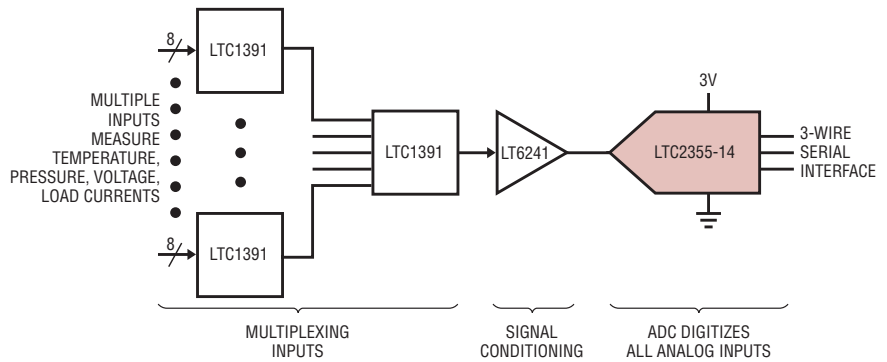 8
LTC1391
MULTIPLE
INPUTS
MEASURE
TEMPERATURE,
PRESSURE, VOLTAGE,
LOAD CURRENTS
8
LTC1391
LTC1391
LT6241
3V
LTC2355-14
3-WIRE
SERIAL
INTERFACE
MULTIPLEXING
INPUTS
SIGNAL
CONDITIONING
ADC DIGITIZES
ALL ANALOG INPUTS